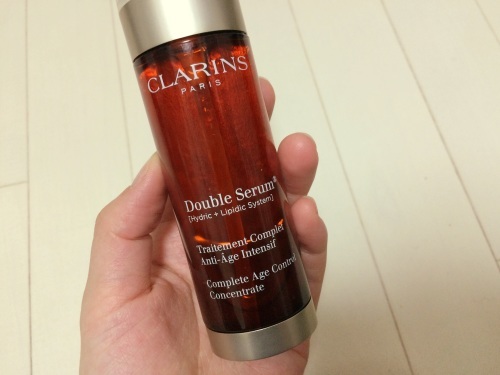 CLARINS
PARIS
Double Serum®
[Hydric + Lipidic System]
Traitement Complet
Anti-Âge Intensif
Complete Age Control
Concentrate